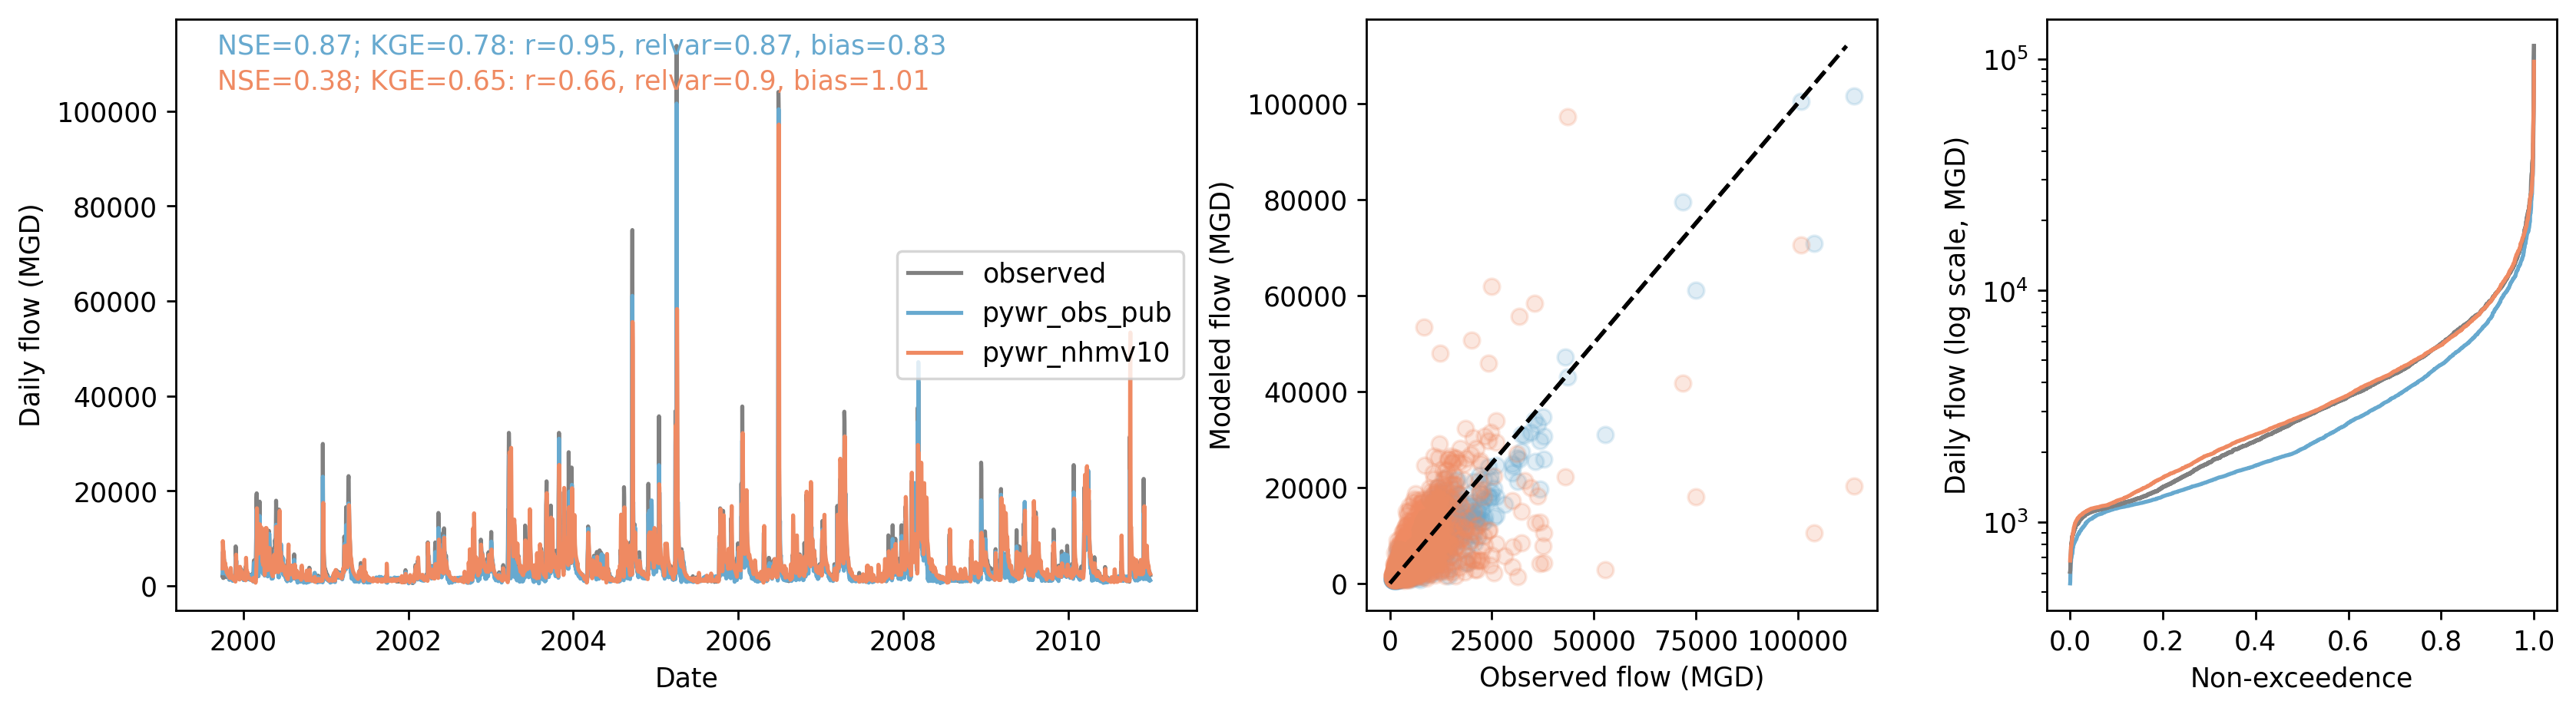 NSE=0.87; KGE=0.78: r=0.95, relvar=0.87, bias=0.83
NSE=0.38; KGE=0.65: r=0.66, relvar=0.9, bias=1.01
Daily flow (MGD)
100000
80000
60000
40000
20000
0
observed
pywr_obs_pub
pywr_nhmv10
2000
2002
2004
2006
2008
2010
Date
Modeled flow (MGD)
100000
80000
60000
40000
20000
0
0
25000
50000
75000
100000
Observed flow (MGD)
Daily flow (log scale, MGD)
10⁵
10⁴
10³
0.0
0.2
0.4
0.6
0.8
1.0
Non-exceedence